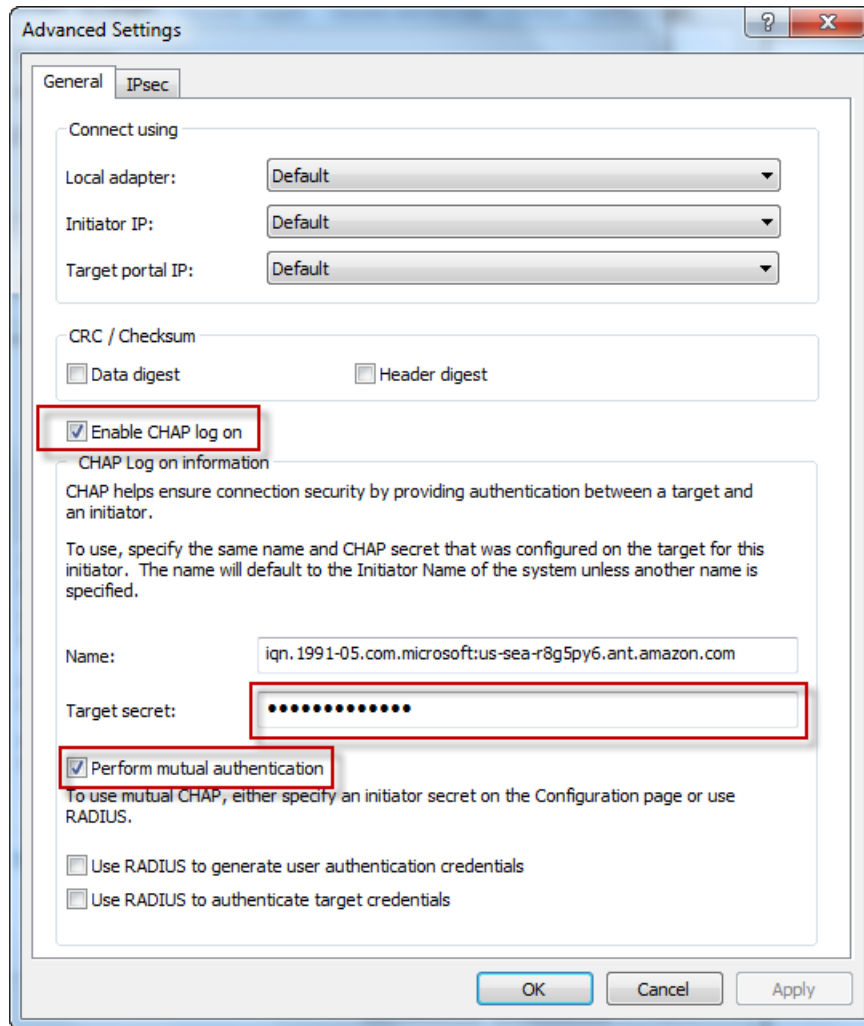 Advanced Settings
General IPsec
Connect using
Local adapter: Default
Initiator IP: Default
Target portal IP: Default
CRC / Checksum
Data digest Header digest
Enable CHAP log on
CHAP Log on information
CHAP helps ensure connection security by providing authentication between a target and
an initiator.
To use, specify the same name and CHAP secret that was configured on the target for this
initiator. The name will default to the Initiator Name of the system unless another name is
specified.
Name: iqn.1991-05.com.microsoft:us-sea-r8g5py6.ant.amazon.com
Target secret: •••••••••••••
Perform mutual authentication
To use mutual CHAP, either specify an initiator secret on the Configuration page or use
RADIUS.
Use RADIUS to generate user authentication credentials
Use RADIUS to authenticate target credentials
OK Cancel Apply